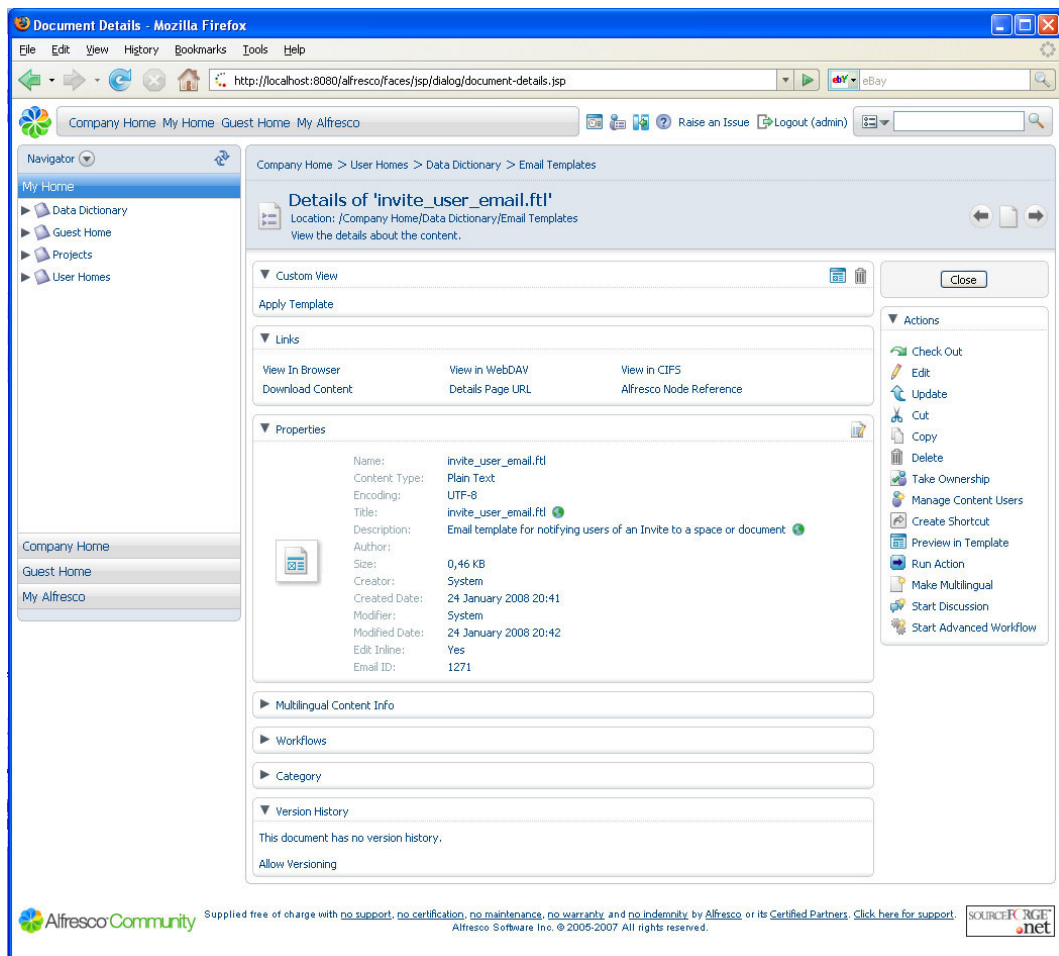 Document Details - Mozilla Firefox
File Edit View History Bookmarks Tools Help
http://localhost:8080/alfresco/faces/jsp/dialog/document-details.jsp
ebY eBay
Company Home My Home Guest Home My Alfresco
Raise an Issue Logout (admin)
Navigator
My Home
Data Dictionary
Guest Home
Projects
User Homes
Company Home
Guest Home
My Alfresco
Company Home > User Homes > Data Dictionary > Email Templates
Details of 'invite_user_email.ftl'
Location: /Company Home/Data Dictionary/Email Templates
View the details about the content.
Custom View
Apply Template
Links
View In Browser View in WebDAV View in CIFS
Download Content Details Page URL Alfresco Node Reference
Properties
Name: invite_user_email.ftl
Content Type: Plain Text
Encoding: UTF-8
Title: invite_user_email.ftl
Description: Email template for notifying users of an Invite to a space or document
Author:
Size: 0,46 KB
Creator: System
Created Date: 24 January 2008 20:41
Modifier: System
Modified Date: 24 January 2008 20:42
Edit Inline: Yes
Email ID: 1271
Multilingual Content Info
Workflows
Category
Version History
This document has no version history.
Allow Versioning
Close
Actions
Check Out
Edit
Update
Cut
Copy
Delete
Take Ownership
Manage Content Users
Create Shortcut
Preview in Template
Run Action
Make Multilingual
Start Discussion
Start Advanced Workflow
Alfresco Community
Supplied free of charge with no support, no certification, no maintenance, no warranty and no indemnity by Alfresco or its Certified Partners. Click here for support.
Alfresco Software Inc. © 2005-2007 All rights reserved.
SOURCEFORGE
.net